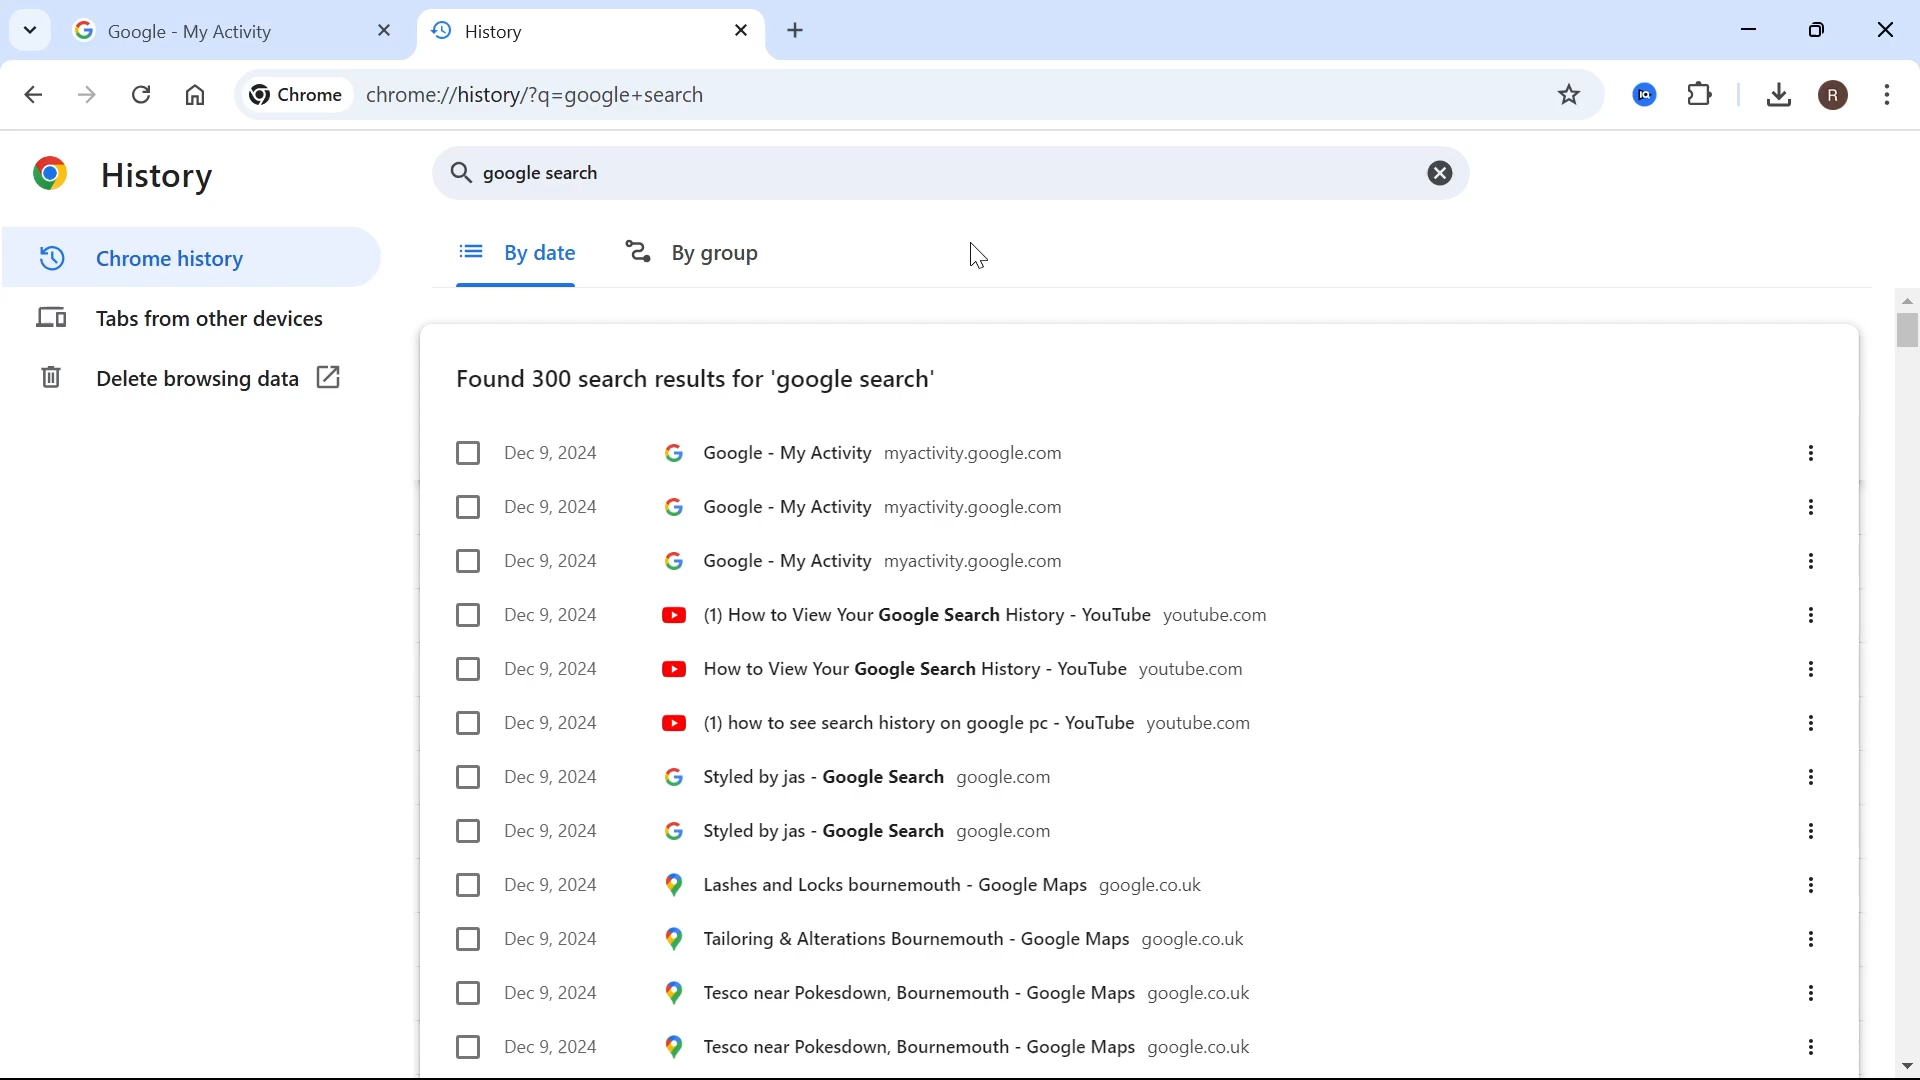 Google - My Activity
History
Chrome
chrome://history/?q=google+search
R
History
google search
Chrome history
Tabs from other devices
Delete browsing data
By date
By group
Found 300 search results for 'google search'
Dec 9, 2024 Google - My Activity myactivity.google.com
Dec 9, 2024 Google - My Activity myactivity.google.com
Dec 9, 2024 Google - My Activity myactivity.google.com
Dec 9, 2024 (1) How to View Your Google Search History - YouTube youtube.com
Dec 9, 2024 How to View Your Google Search History - YouTube youtube.com
Dec 9, 2024 (1) how to see search history on google pc - YouTube youtube.com
Dec 9, 2024 Styled by jas - Google Search google.com
Dec 9, 2024 Styled by jas - Google Search google.com
Dec 9, 2024 Lashes and Locks bournemouth - Google Maps google.co.uk
Dec 9, 2024 Tailoring & Alterations Bournemouth - Google Maps google.co.uk
Dec 9, 2024 Tesco near Pokesdown, Bournemouth - Google Maps google.co.uk
Dec 9, 2024 Tesco near Pokesdown, Bournemouth - Google Maps google.co.uk